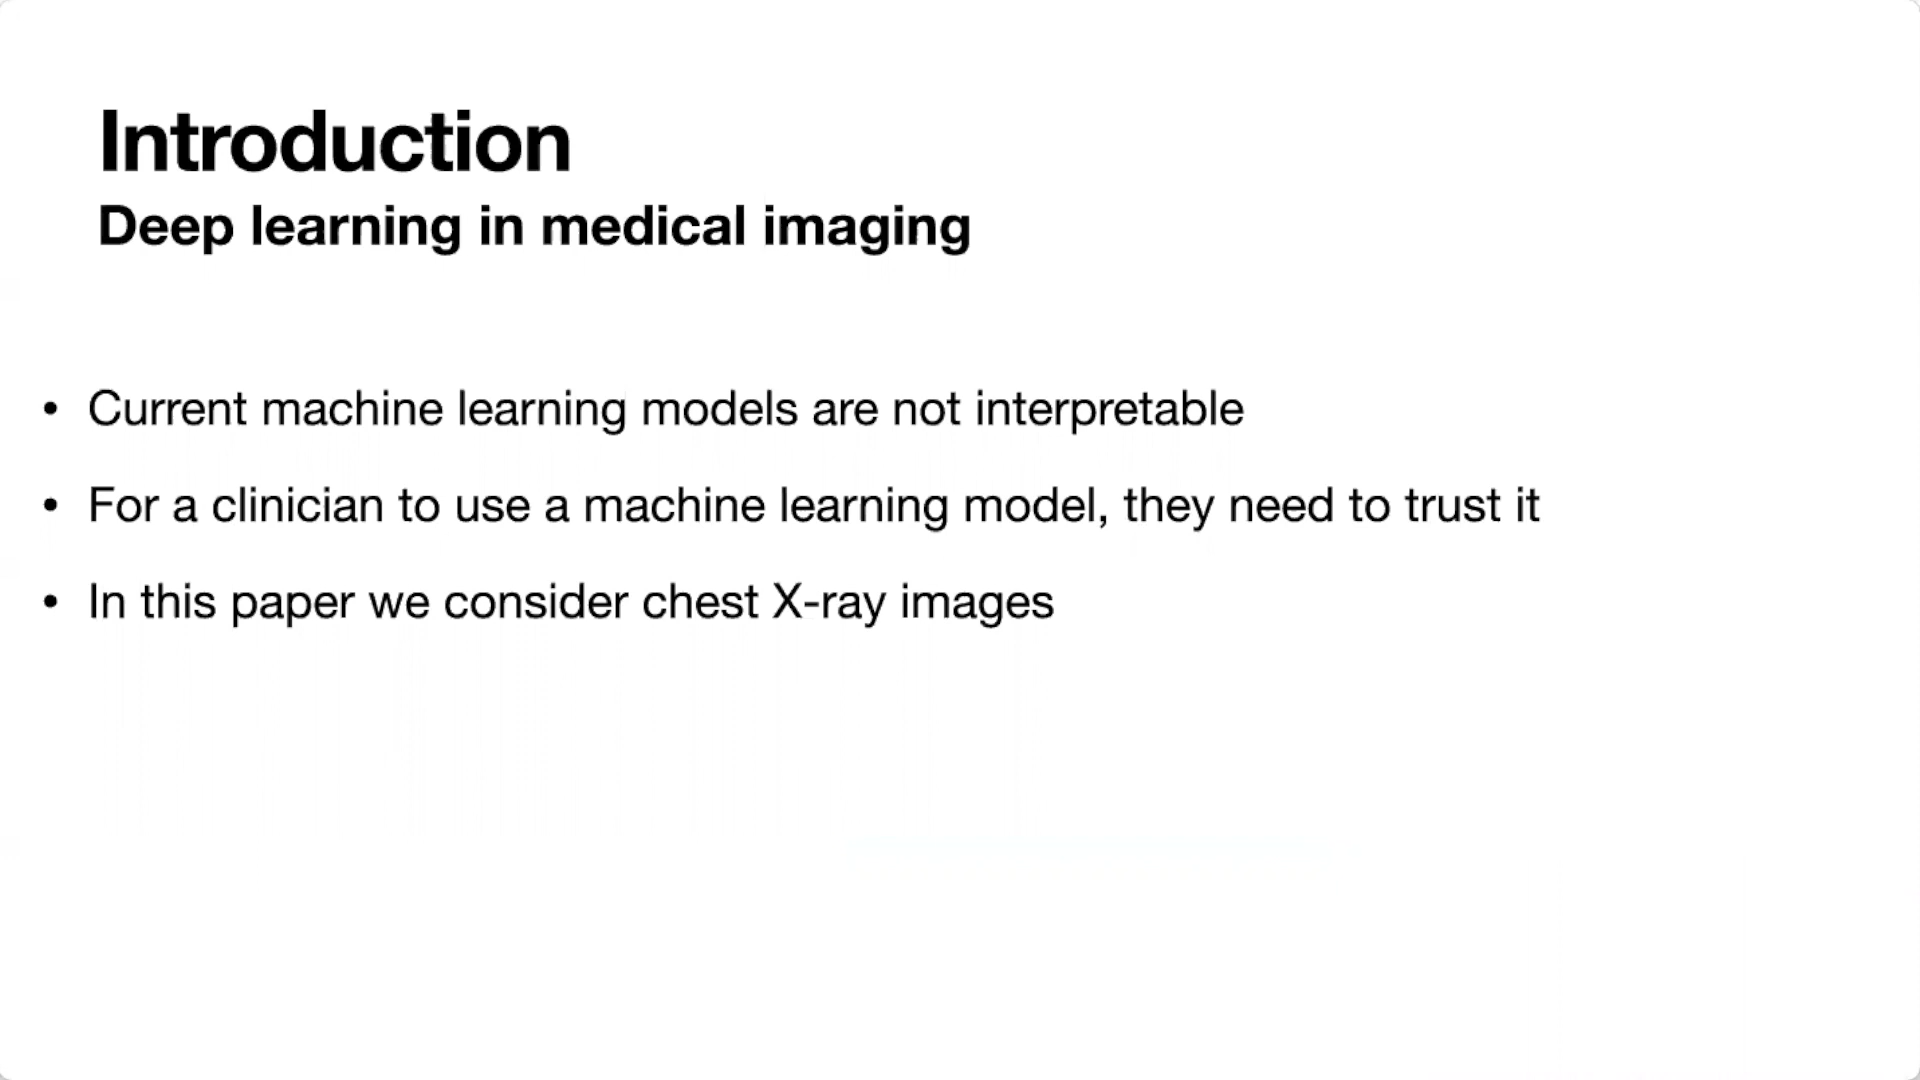 Introduction
Deep learning in medical imaging
• Current machine learning models are not interpretable
• For a clinician to use a machine learning model, they need to trust it
• In this paper we consider chest X-ray images